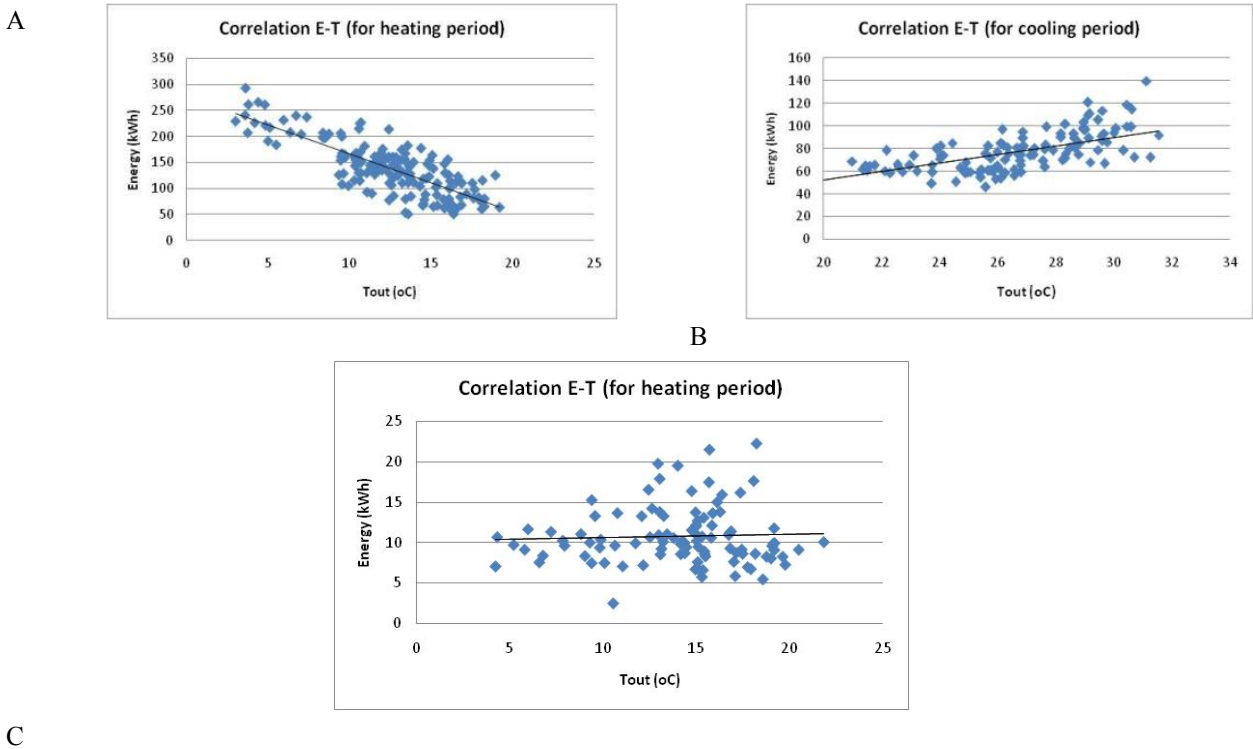 A
Correlation E-T (for heating period)
Energy (kWh)
350
300
250
200
150
100
50
0
0 5 10 15 20 25
Tout (oC)
Correlation E-T (for cooling period)
Energy (kWh)
160
140
120
100
80
60
40
20
0
20 22 24 26 28 30 32 34
Tout (oC)
B
Correlation E-T (for heating period)
Energy (kWh)
25
20
15
10
5
0
0 5 10 15 20 25
Tout (oC)
C